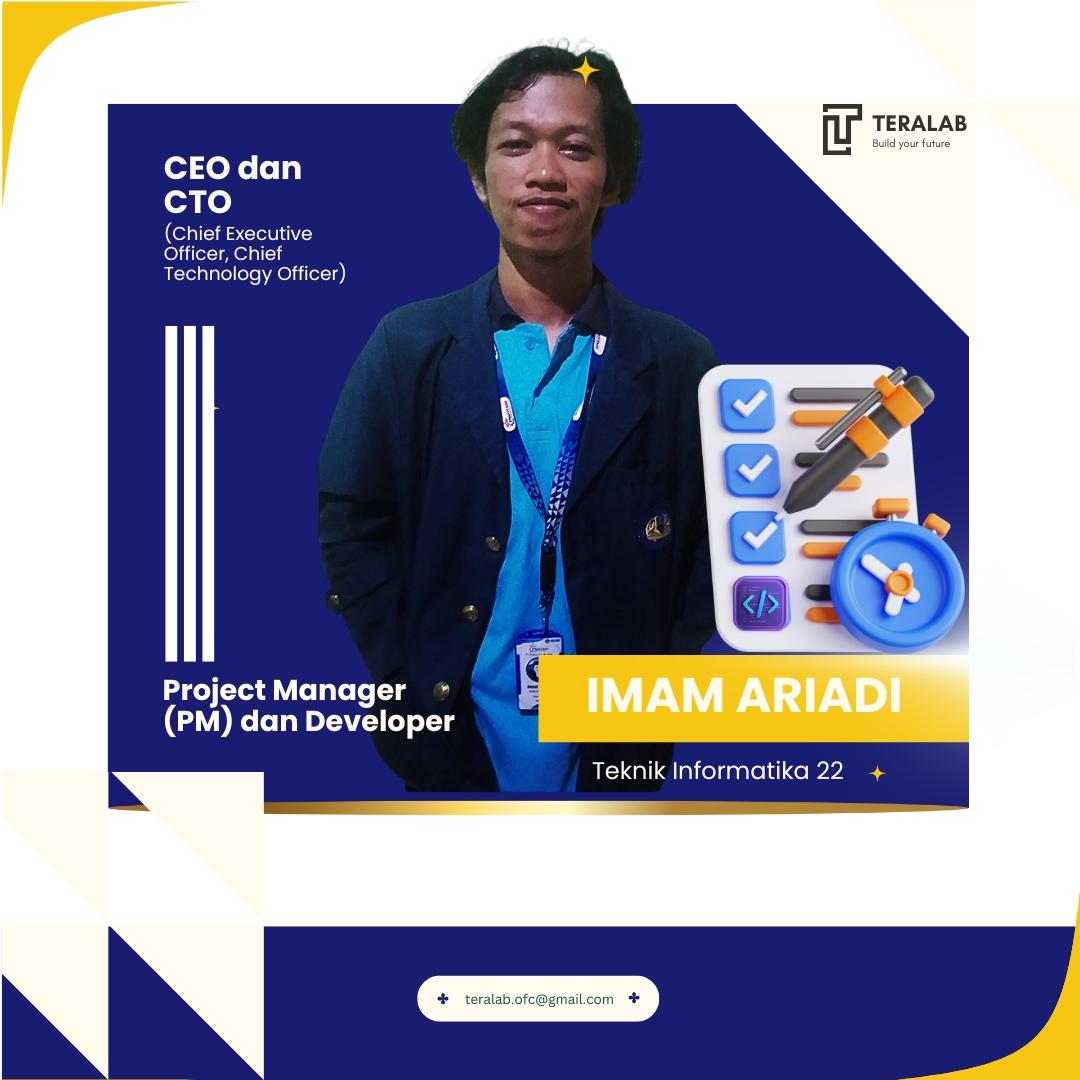 TERALAB
Build your future
CEO dan
CTO
(Chief Executive
Officer, Chief
Technology Officer)
Project Manager
(PM) dan Developer
IMAM ARIADI
Teknik Informatika 22
teralab.ofc@gmail.com